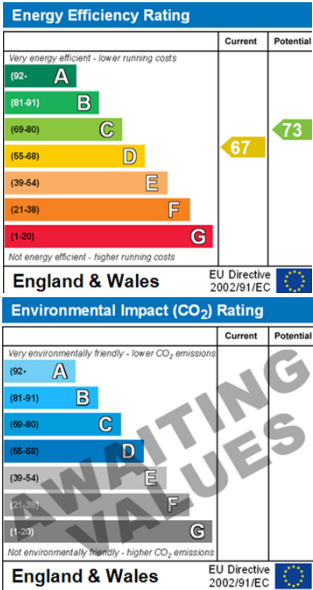 Energy Efficiency Rating
Current Potential
Very energy efficient - lower running costs
(92- A
(81-91) B
(69-80) C
(55-68) D
(39-54) E
(21-38) F
(1-20) G
67
73
Not energy efficient - higher running costs
England & Wales
EU Directive
2002/91/EC
Environmental Impact (CO2) Rating
Current Potential
Very environmentally friendly - lower CO2 emissions
(92- A
(81-91) B
(69-80) C
(55-68) D
(39-54) E
(21-38) F
(1-20) G
AWAITING
VALUES
Not environmentally friendly - higher CO2 emissions
England & Wales
EU Directive
2002/91/EC